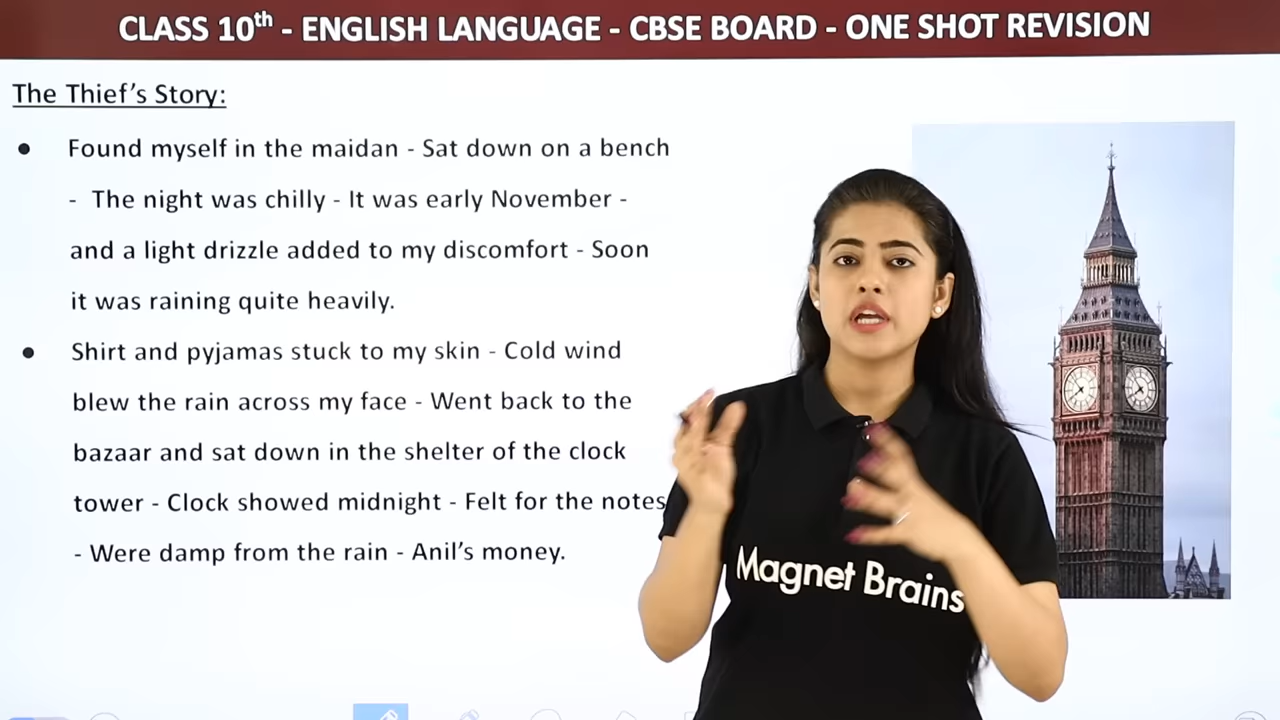 CLASS 10th - ENGLISH LANGUAGE - CBSE BOARD - ONE SHOT REVISION
The Thief's Story:
● Found myself in the maidan - Sat down on a bench
- The night was chilly - It was early November -
and a light drizzle added to my discomfort - Soon
it was raining quite heavily.
● Shirt and pyjamas stuck to my skin - Cold wind
blew the rain across my face - Went back to the
bazaar and sat down in the shelter of the clock
tower - Clock showed midnight - Felt for the notes
- Were damp from the rain - Anil's money.
Magnet Brains